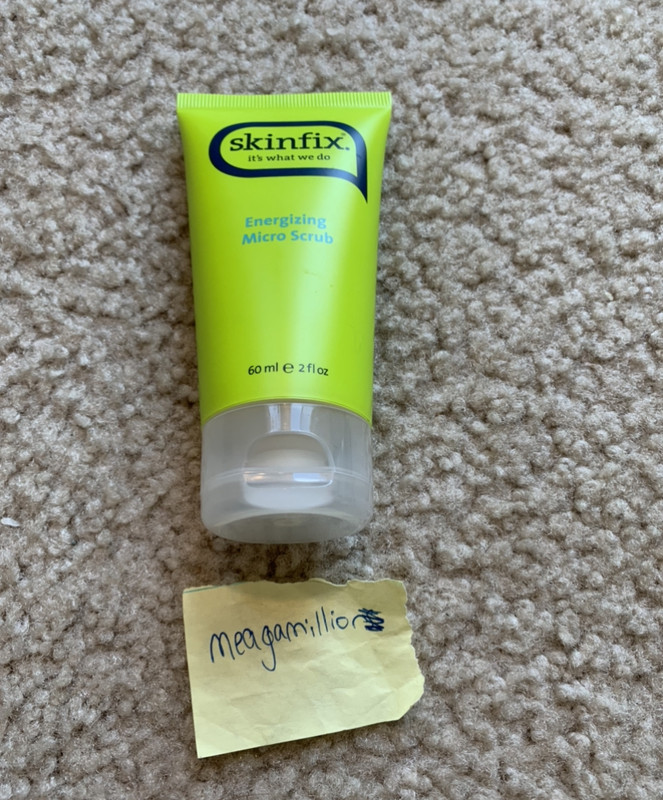 skinfix®
it's what we do
Energizing
Micro Scrub
60 ml ℮ 2 fl oz
meagamillion